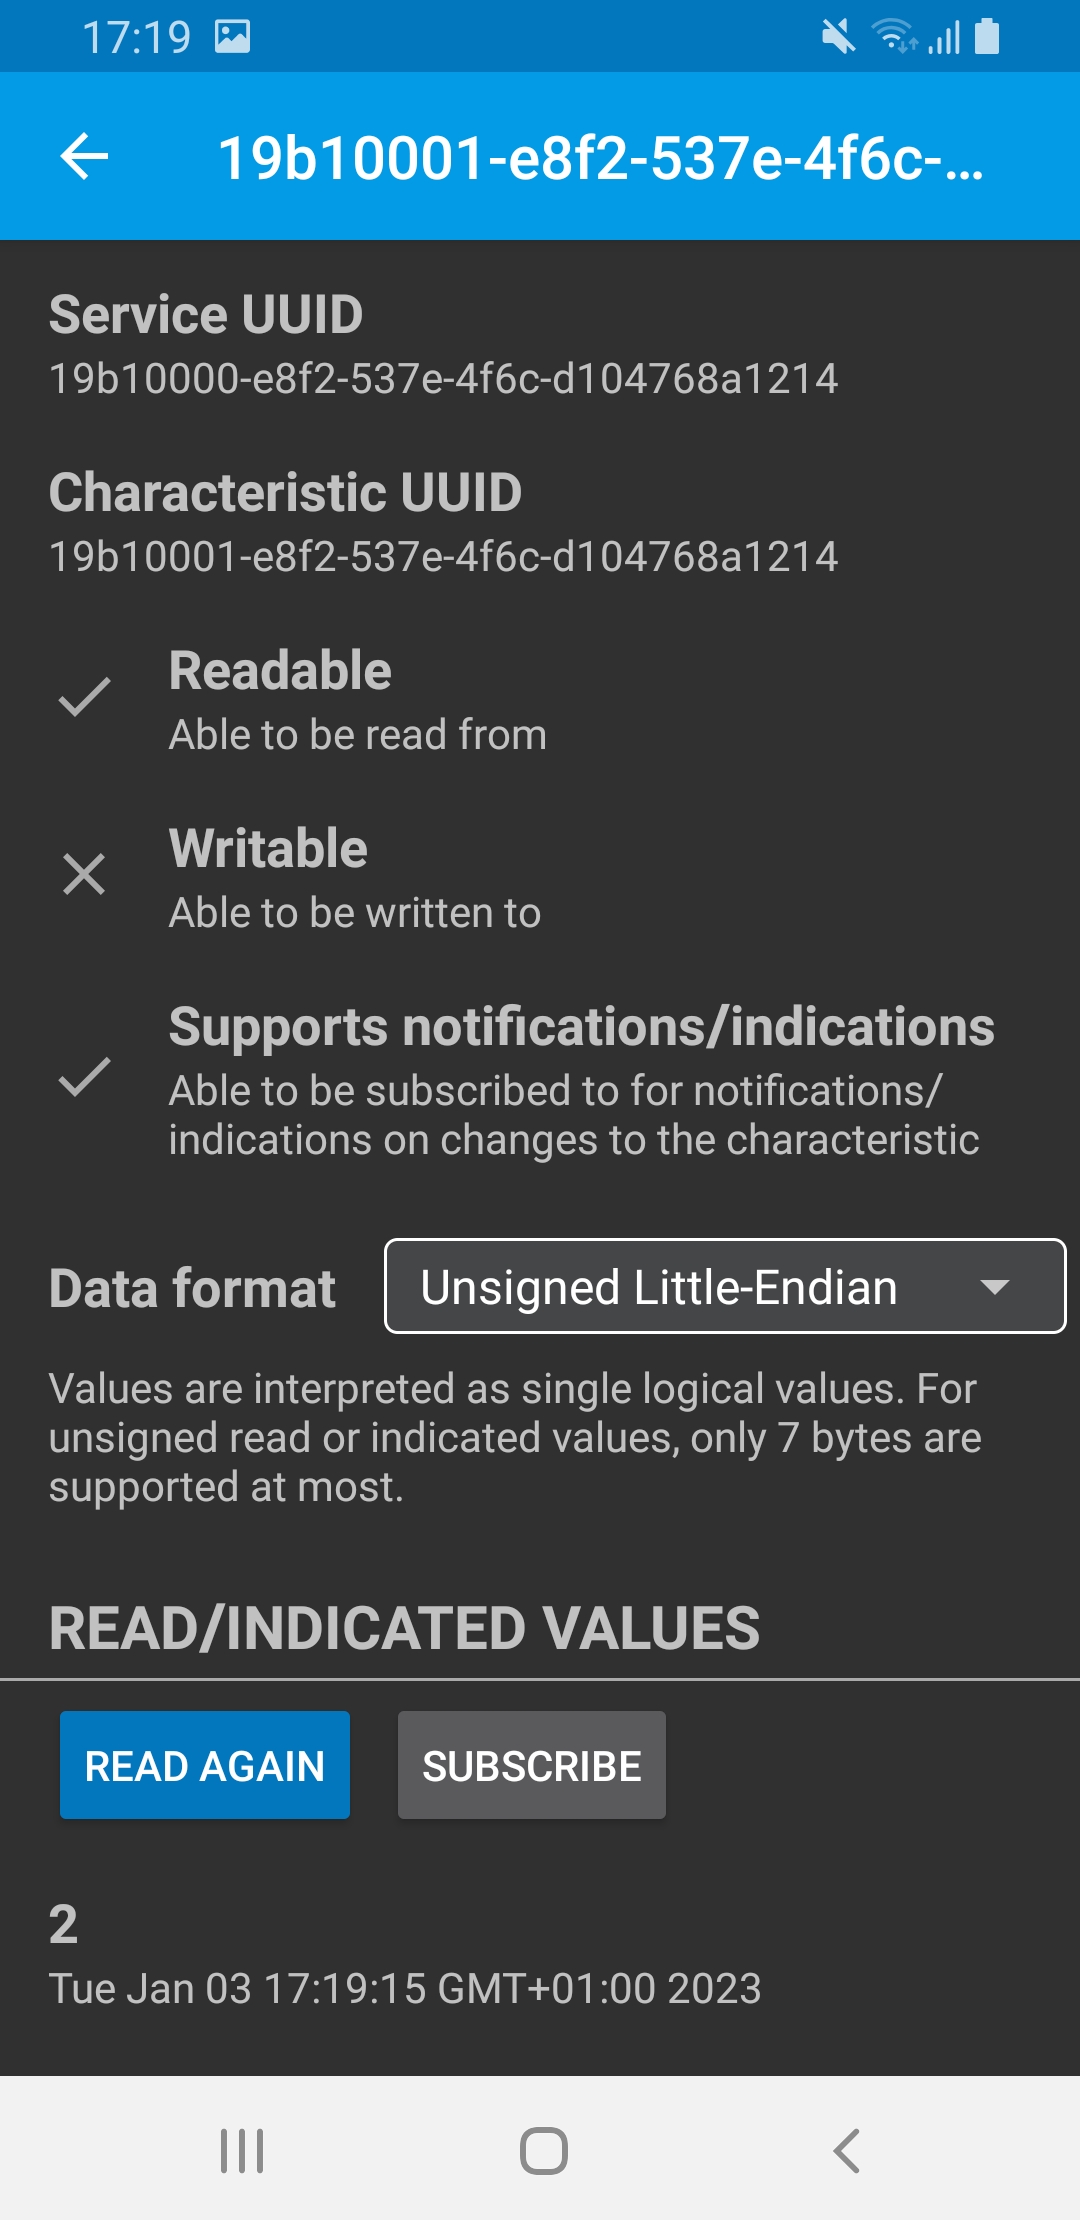 17:19
19b10001-e8f2-537e-4f6c-...
Service UUID
19b10000-e8f2-537e-4f6c-d104768a1214
Characteristic UUID
19b10001-e8f2-537e-4f6c-d104768a1214
Readable
Able to be read from
Writable
Able to be written to
Supports notifications/indications
Able to be subscribed to for notifications/
indications on changes to the characteristic
Data format Unsigned Little-Endian
Values are interpreted as single logical values. For
unsigned read or indicated values, only 7 bytes are
supported at most.
READ/INDICATED VALUES
READ AGAIN SUBSCRIBE
2
Tue Jan 03 17:19:15 GMT+01:00 2023